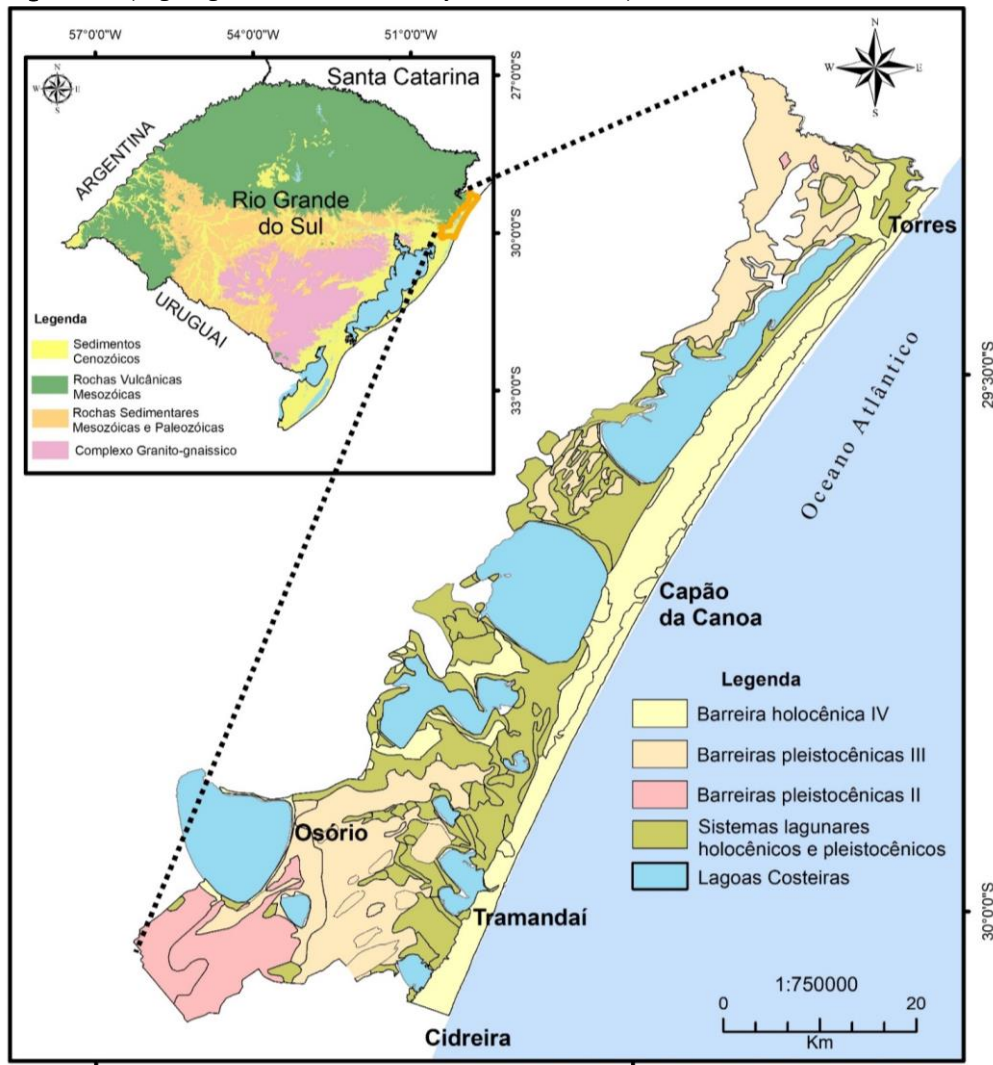 57°0'0"W
54°0'0"W
51°0'0"W
N
W
E
S
Santa Catarina
27°0'0"S
ARGENTINA
Rio Grande
do Sul
30°0'0"S
URUGUAI
33°0'0"S
Legenda
Sedimentos
Cenozóicos
Rochas Vulcânicas
Mesozóicas
Rochas Sedimentares
Mesozóicas e Paleozóicas
Complexo Granito-gnaissico
N
W
E
S
Torres
29°30'0"S
Oceano Atlântico
Capão
da Canoa
Legenda
Barreira holocênica IV
Barreiras pleistocênicas III
Barreiras pleistocênicas II
Sistemas lagunares
holocênicos e pleistocênicos
Lagoas Costeiras
Osório
Tramandaí
30°0'0"S
1:750000
0
20
Km
Cidreira